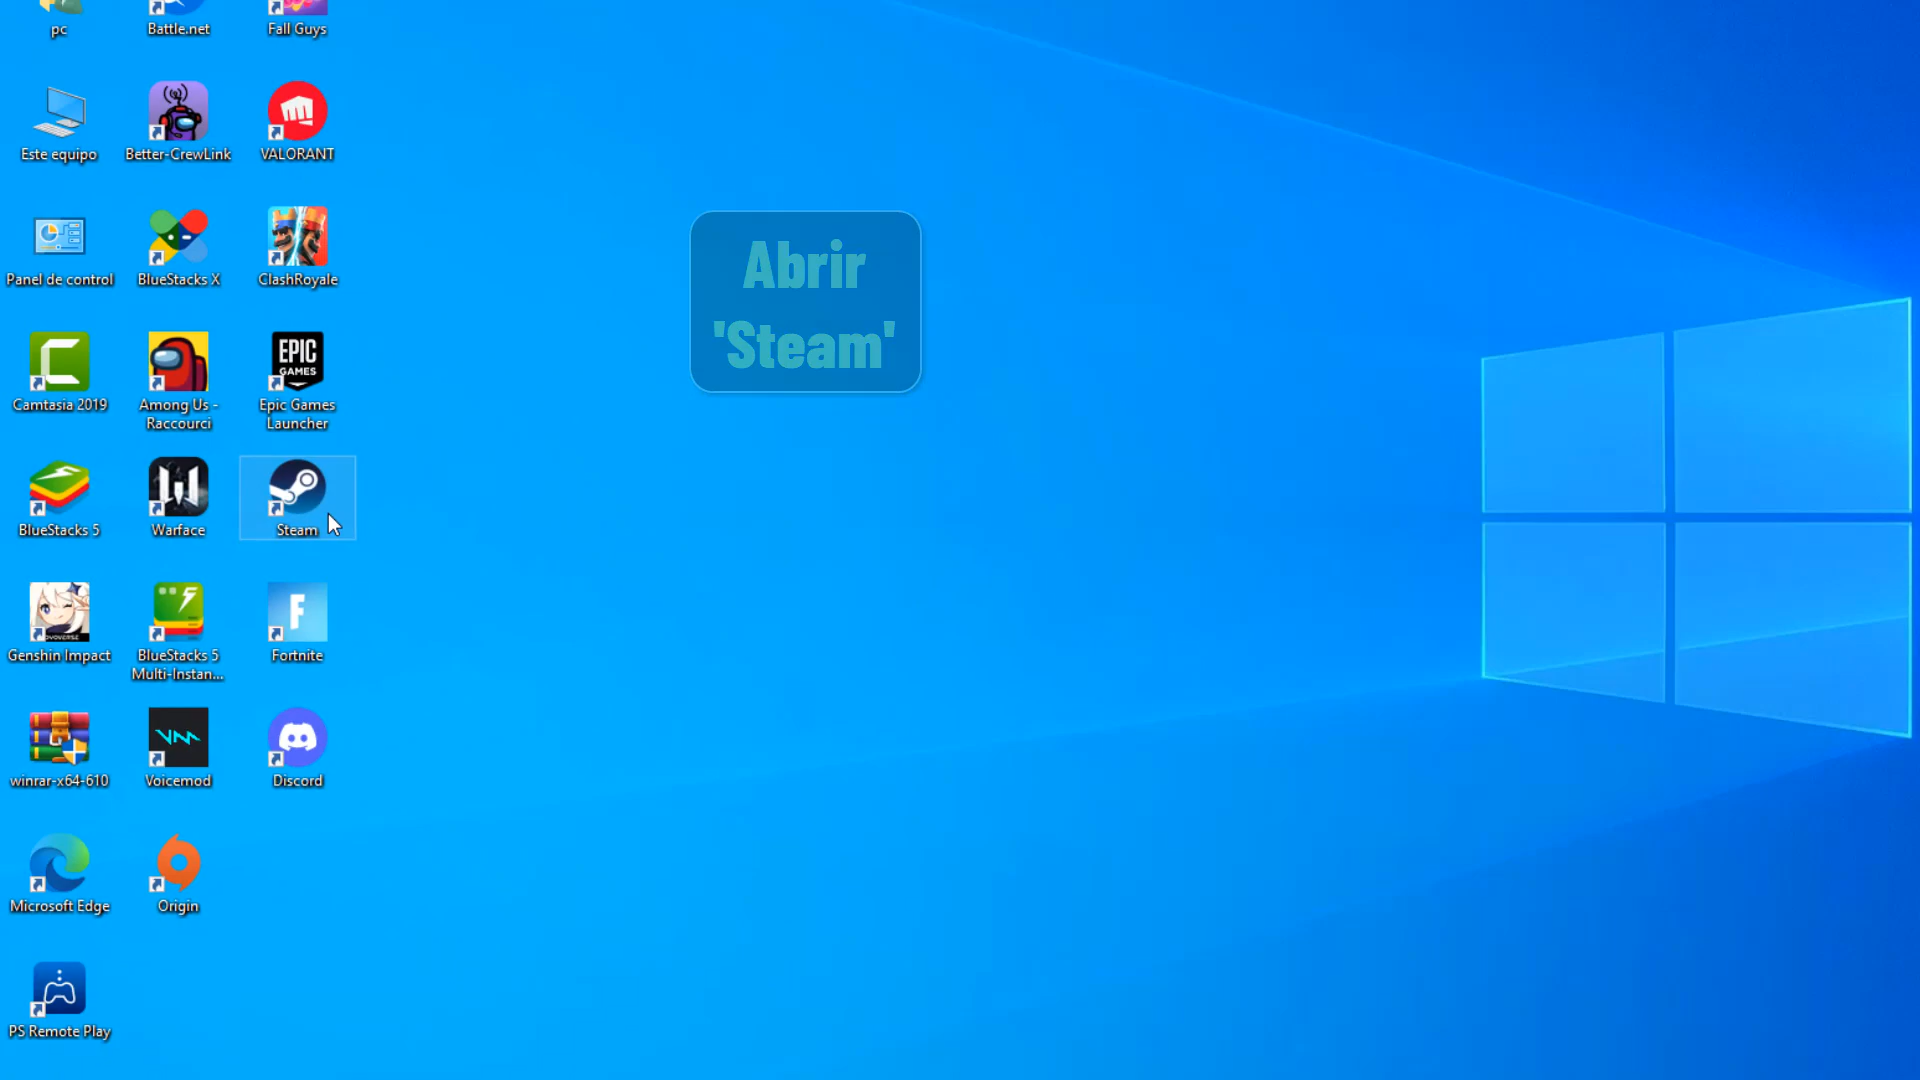 pc
Battle.net
Fall Guys
Este equipo
Better-CrewLink
VALORANT
Panel de control
BlueStacks X
ClashRoyale
Abrir
'Steam'
EPIC
GAMES
Camtasia 2019
Among Us -
Raccourci
Epic Games
Launcher
BlueStacks 5
Warface
Steam
F
Genshin Impact
BlueStacks 5
Multi-Instan...
Fortnite
winrar-x64-610
Voicemod
Discord
Microsoft Edge
Origin
PS Remote Play